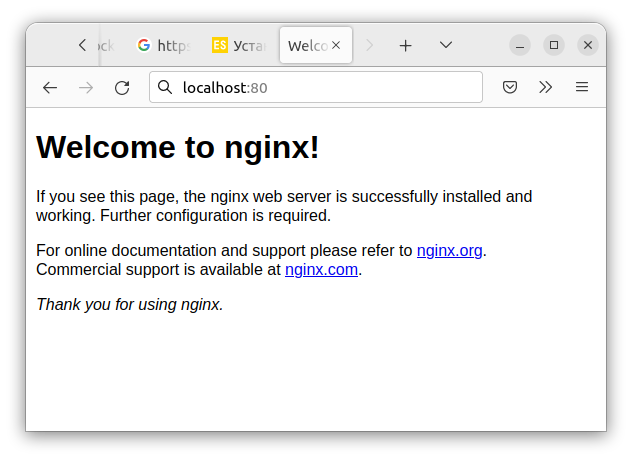 https
ES Уста
Welco
localhost:80
Welcome to nginx!
If you see this page, the nginx web server is successfully installed and
working. Further configuration is required.
For online documentation and support please refer to nginx.org.
Commercial support is available at nginx.com.
Thank you for using nginx.